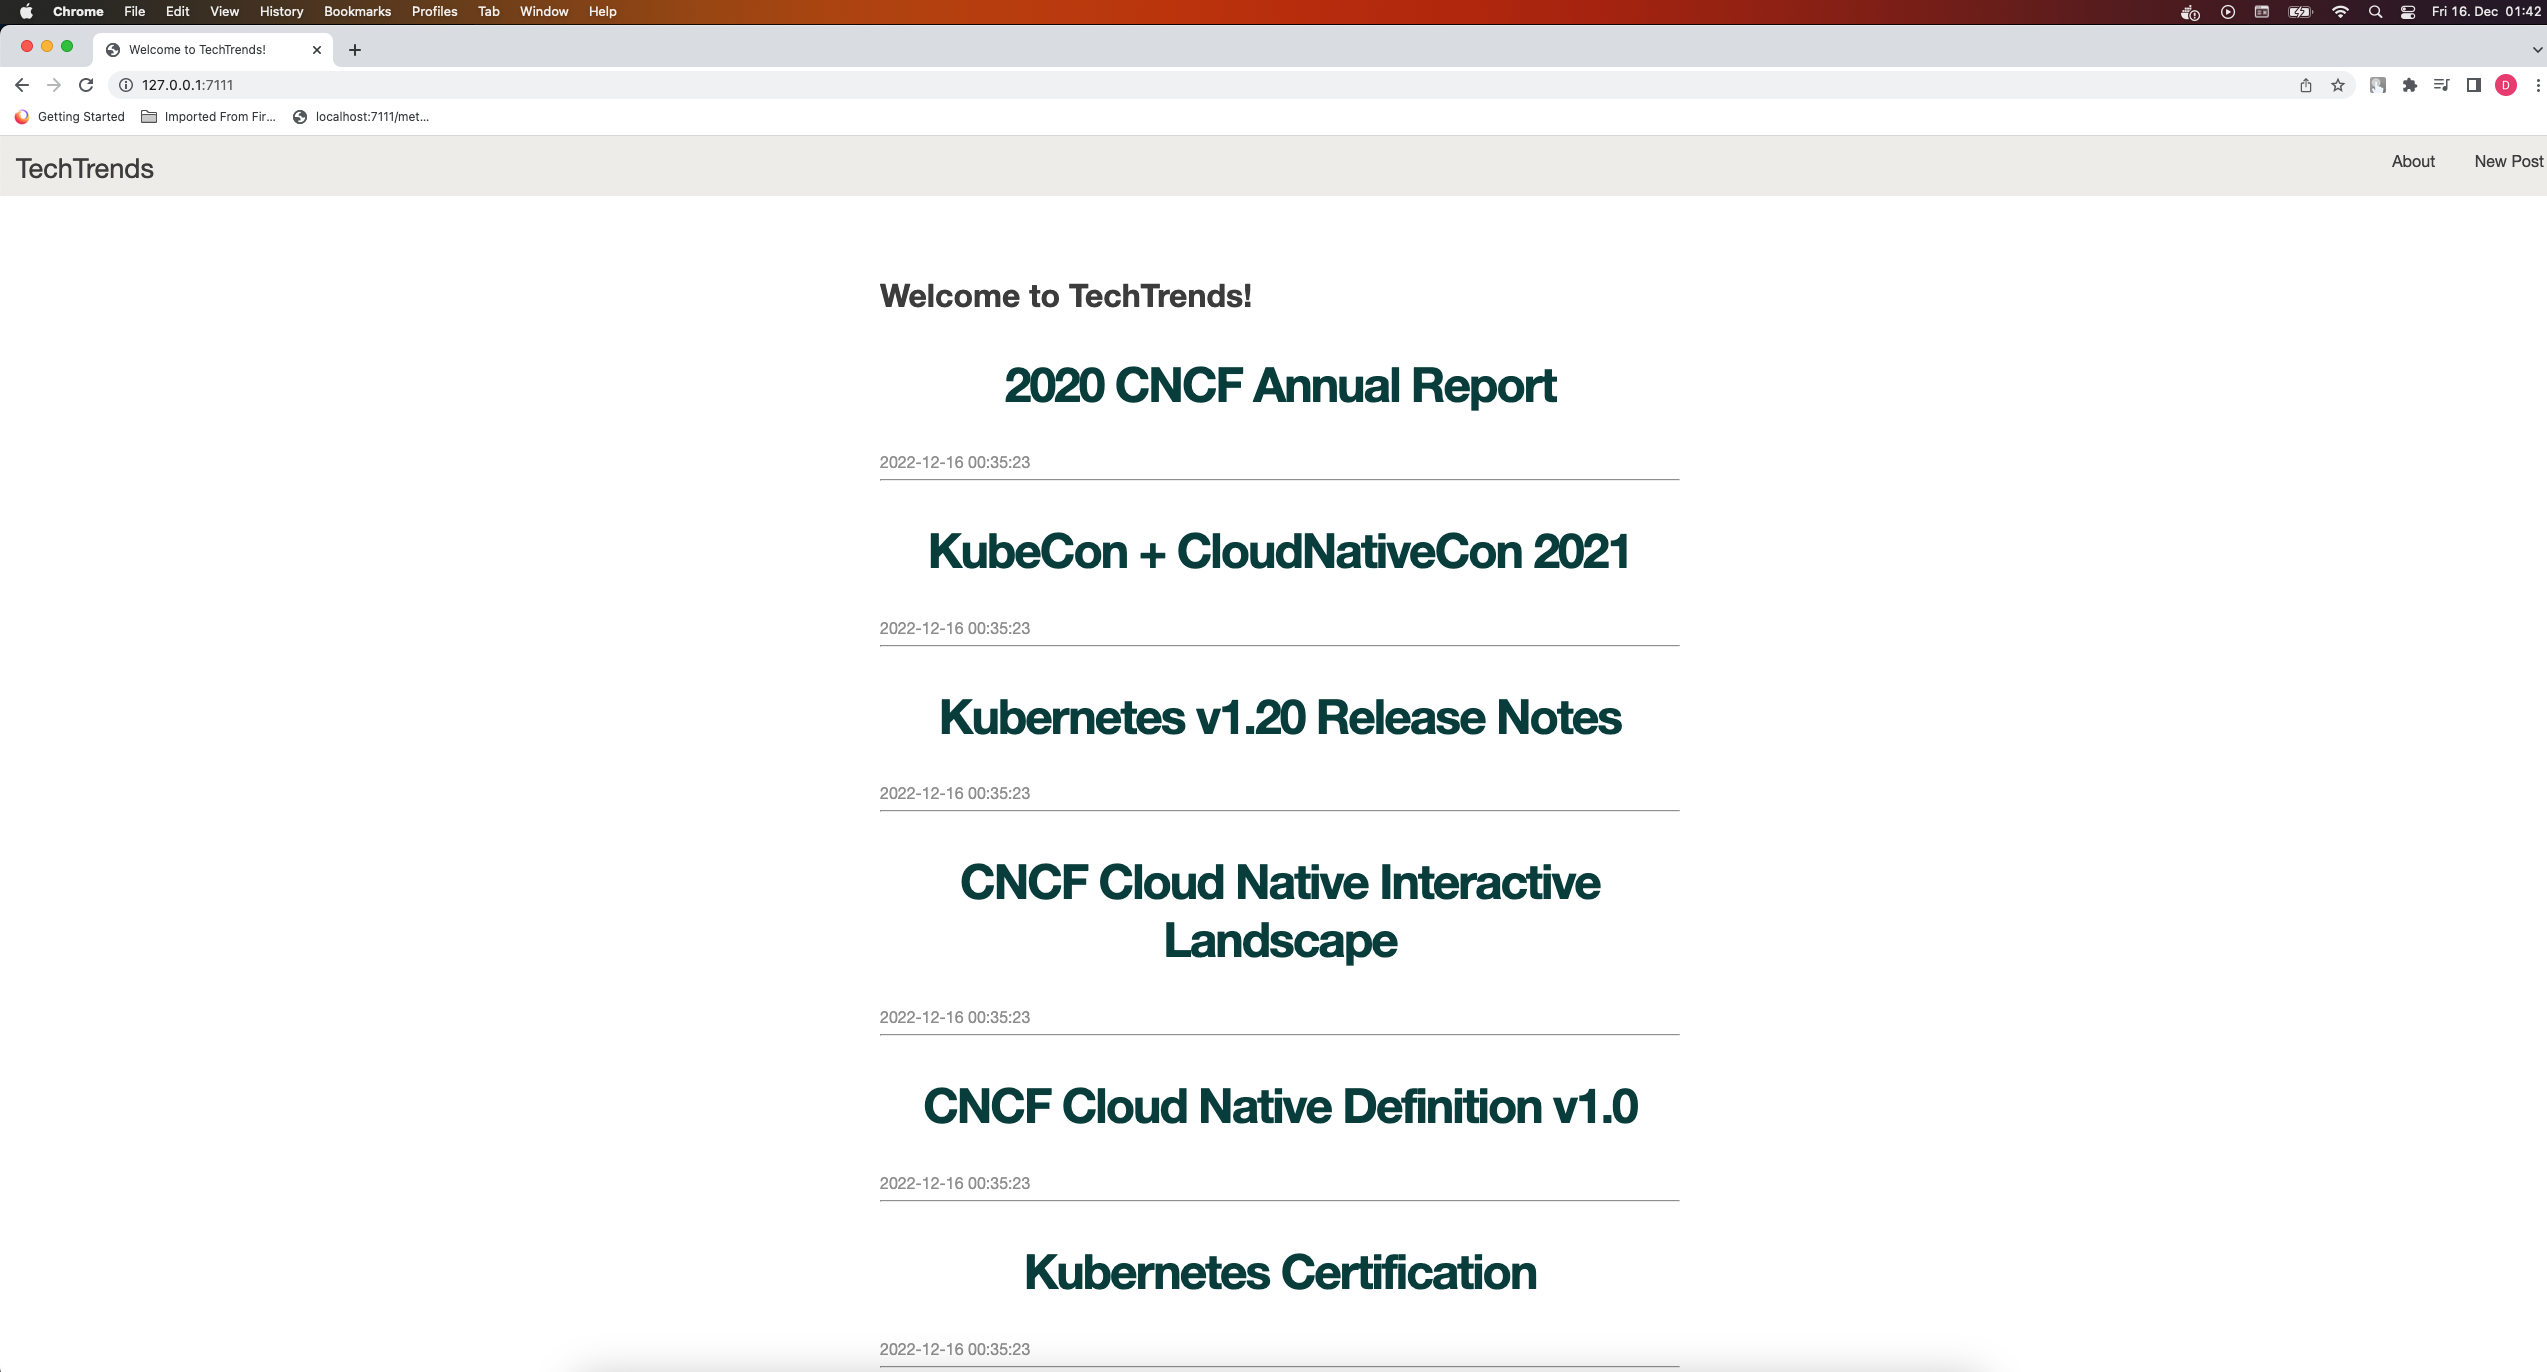 Chrome File Edit View History Bookmarks Profiles Tab Window Help Fri 16. Dec 01:42
Welcome to TechTrends!
127.0.0.1:7111 D
Getting Started Imported From Fir... localhost:7111/met...
TechTrends About New Post
Welcome to TechTrends!
2020 CNCF Annual Report
2022-12-16 00:35:23
KubeCon + CloudNativeCon 2021
2022-12-16 00:35:23
Kubernetes v1.20 Release Notes
2022-12-16 00:35:23
CNCF Cloud Native Interactive
Landscape
2022-12-16 00:35:23
CNCF Cloud Native Definition v1.0
2022-12-16 00:35:23
Kubernetes Certification
2022-12-16 00:35:23